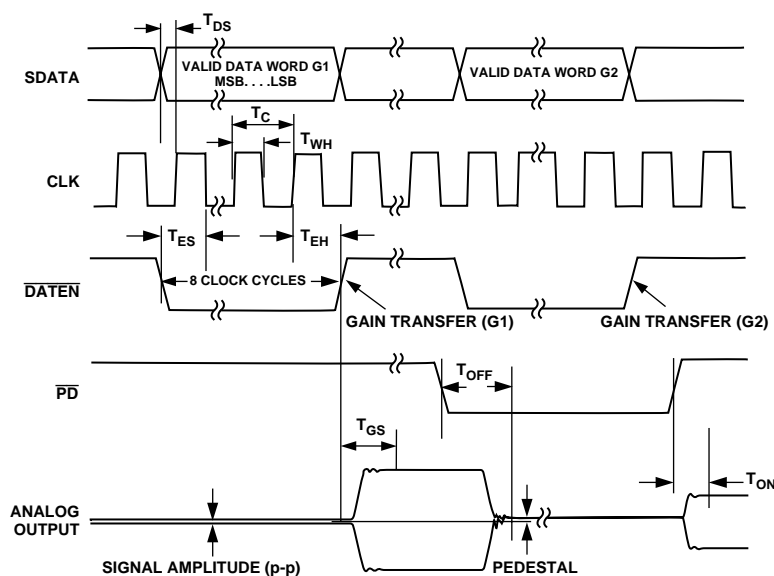 TDS
SDATA
VALID DATA WORD G1
MSB. . . .LSB
VALID DATA WORD G2
TC
TWH
CLK
TES
TEH
DATEN
8 CLOCK CYCLES
GAIN TRANSFER (G1)
GAIN TRANSFER (G2)
PD
TOFF
TGS
TON
ANALOG
OUTPUT
SIGNAL AMPLITUDE (p-p)
PEDESTAL